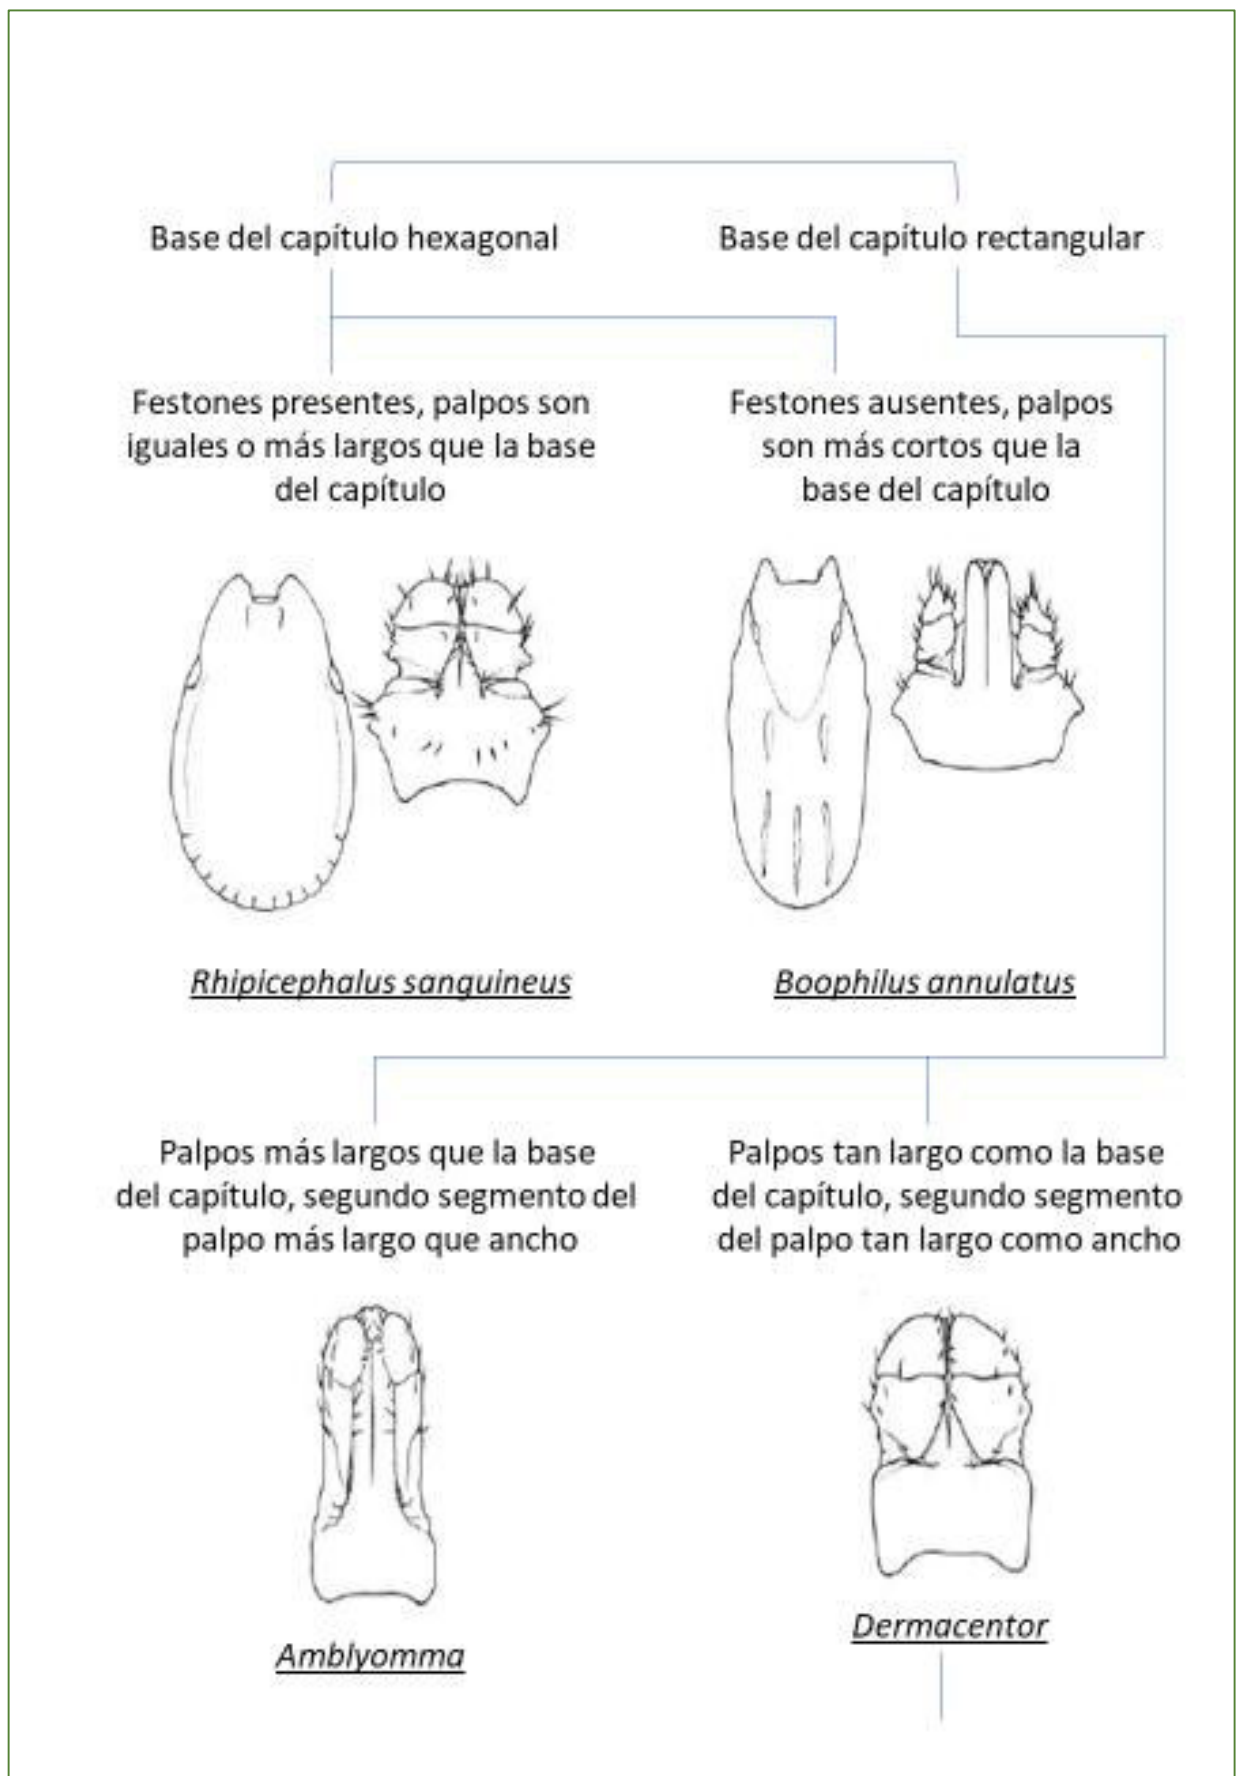 Base del capítulo hexagonal
Base del capítulo rectangular
Festones presentes, palpos son
iguales o más largos que la base
del capítulo
Festones ausentes, palpos
son más cortos que la
base del capítulo
Rhipicephalus sanguineus
Boophilus annulatus
Palpos más largos que la base
del capítulo, segundo segmento del
palpo más largo que ancho
Palpos tan largo como la base
del capítulo, segundo segmento
del palpo tan largo como ancho
Amblyomma
Dermacentor